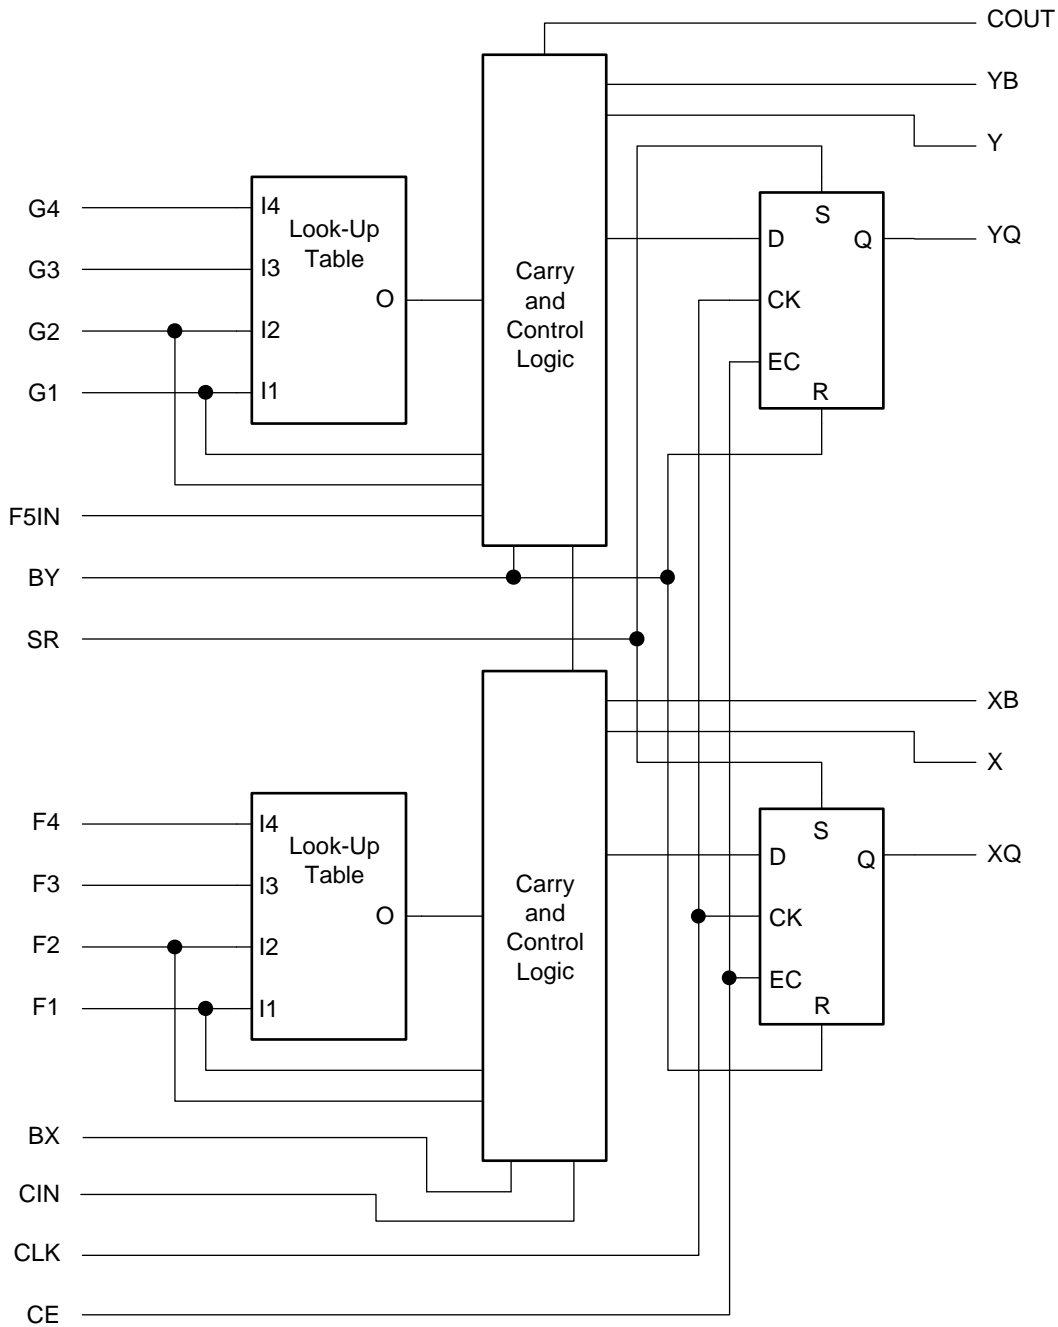 COUT
YB
Y
G4
G3
G2
G1
F5IN
BY
SR
I4
I3
I2
I1
Look-Up
Table
O
Carry
and
Control
Logic
S
D
Q
CK
EC
R
YQ
XB
X
F4
F3
F2
F1
BX
CIN
CLK
CE
I4
I3
I2
I1
Look-Up
Table
O
Carry
and
Control
Logic
S
D
Q
CK
EC
R
XQ